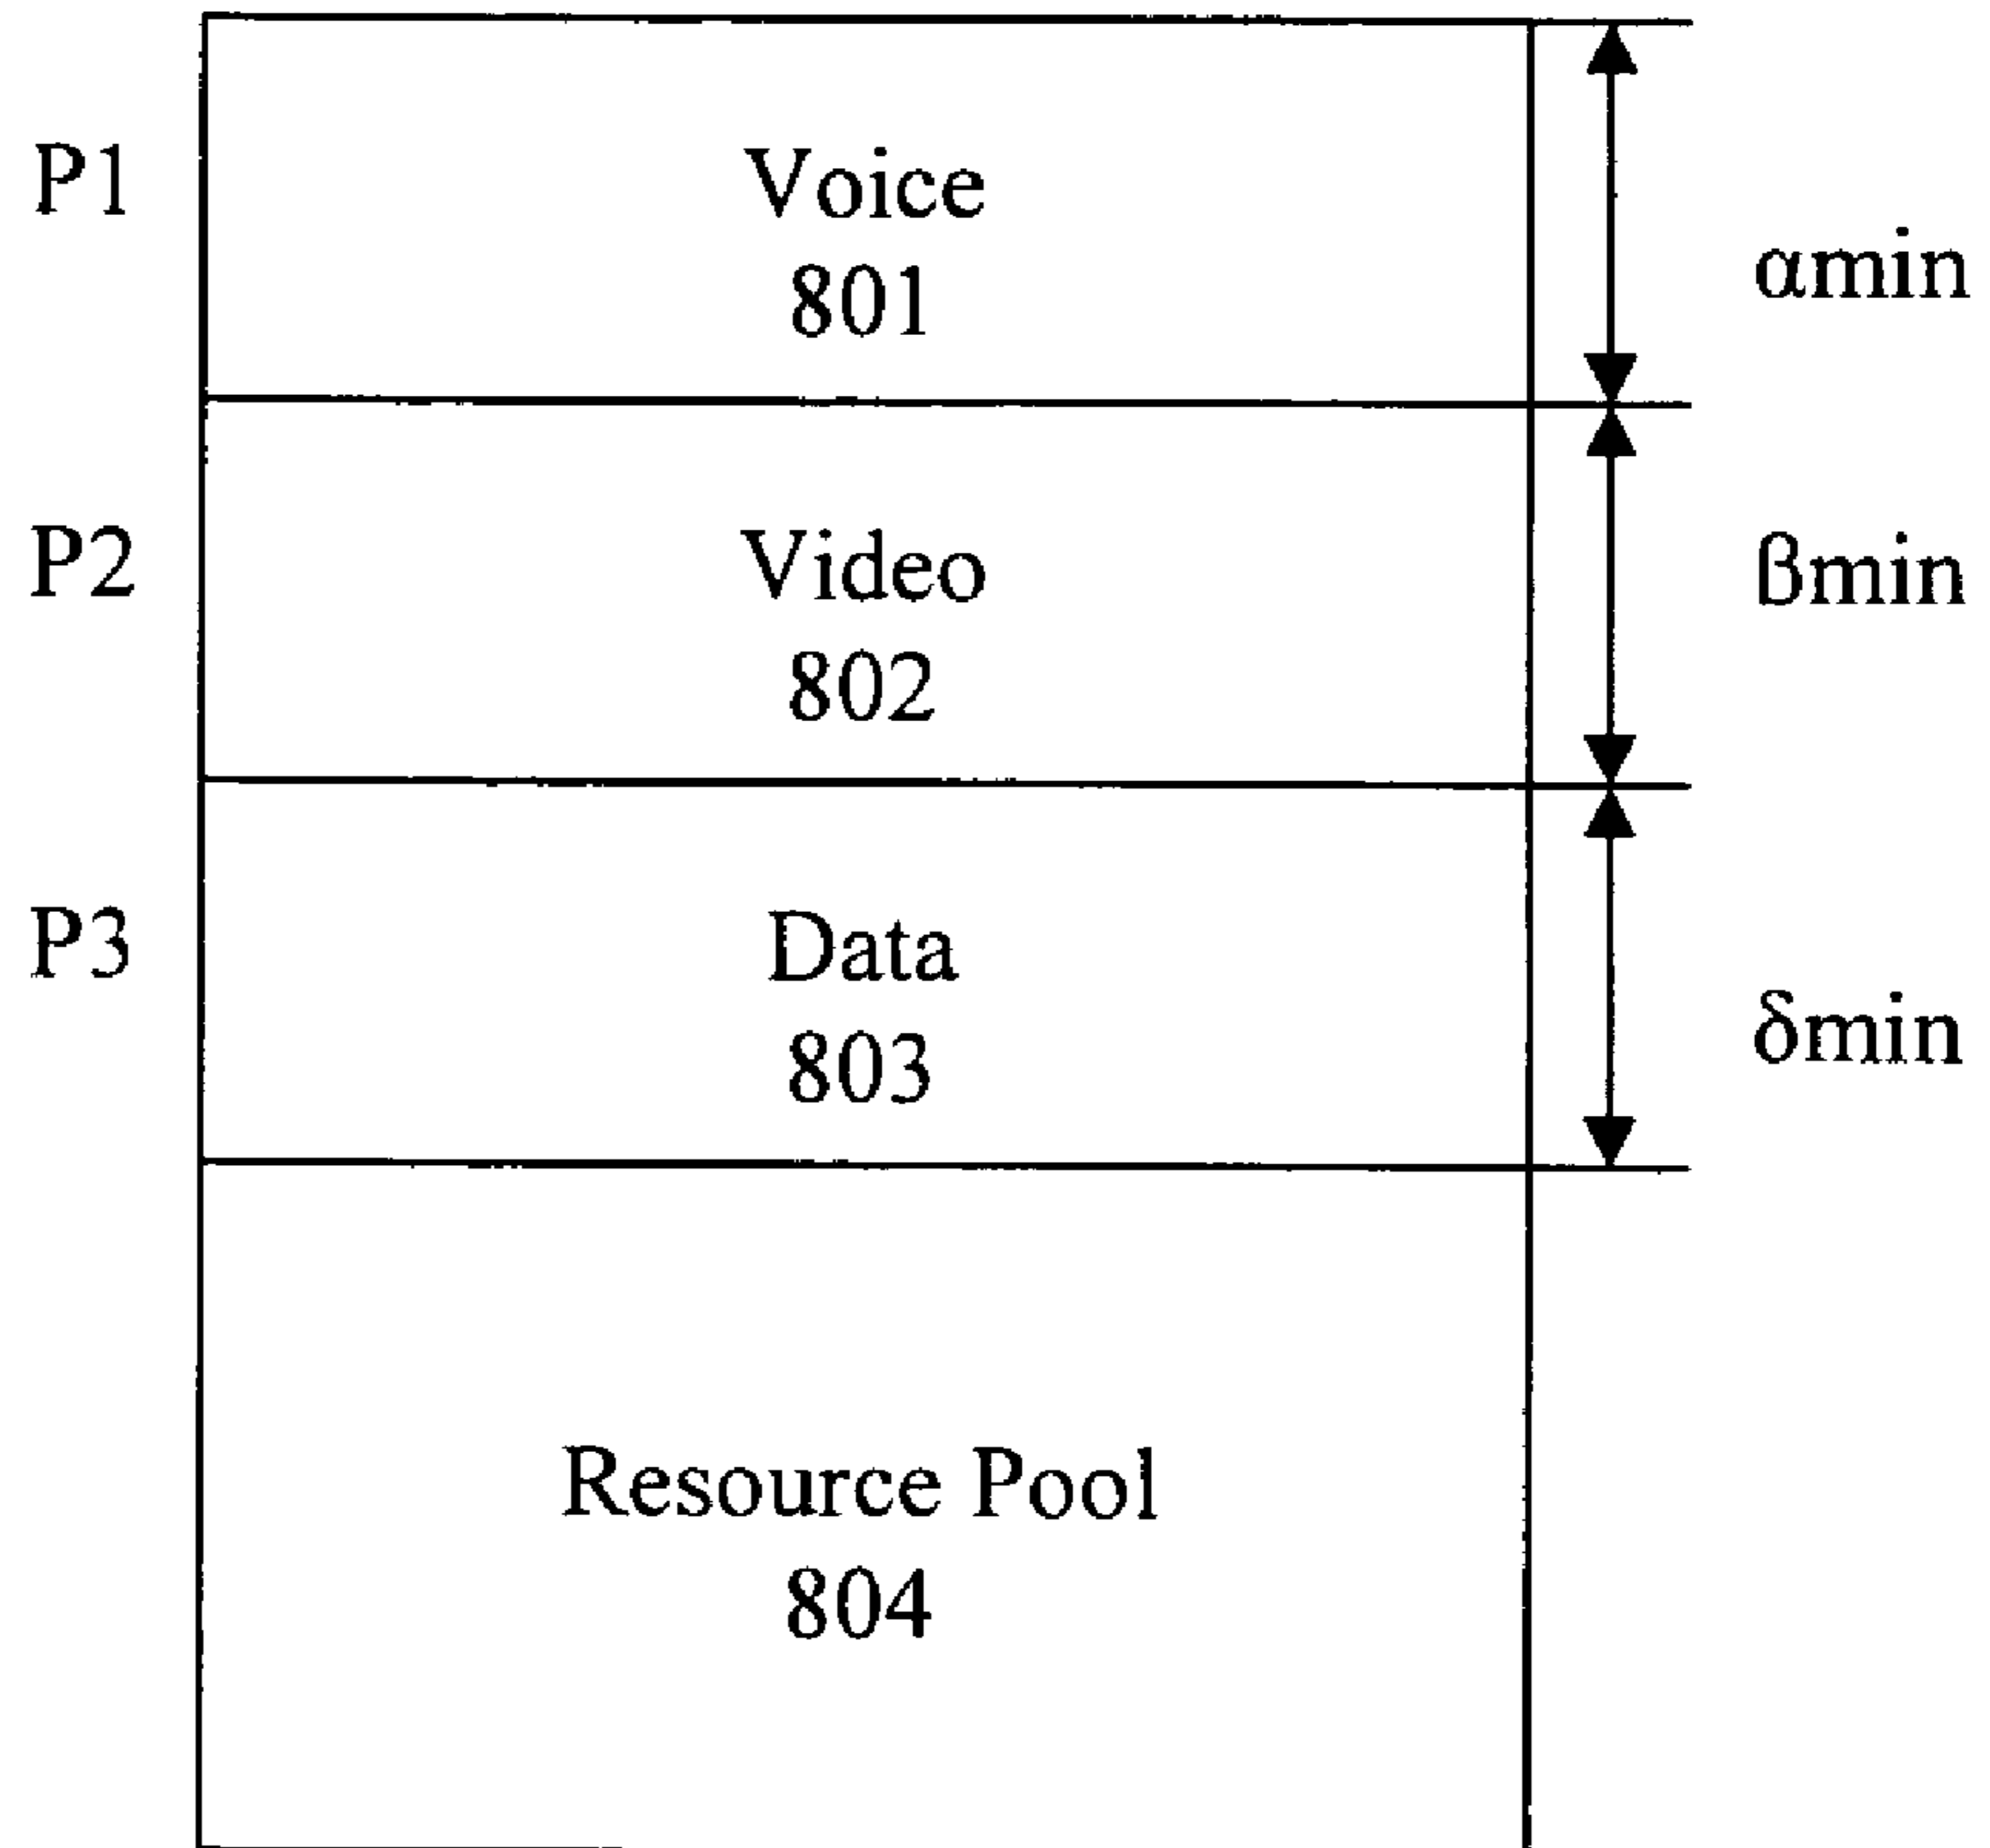 P1
Voice
801
αmin
P2
Video
802
βmin
P3
Data
803
δmin
Resource Pool
804